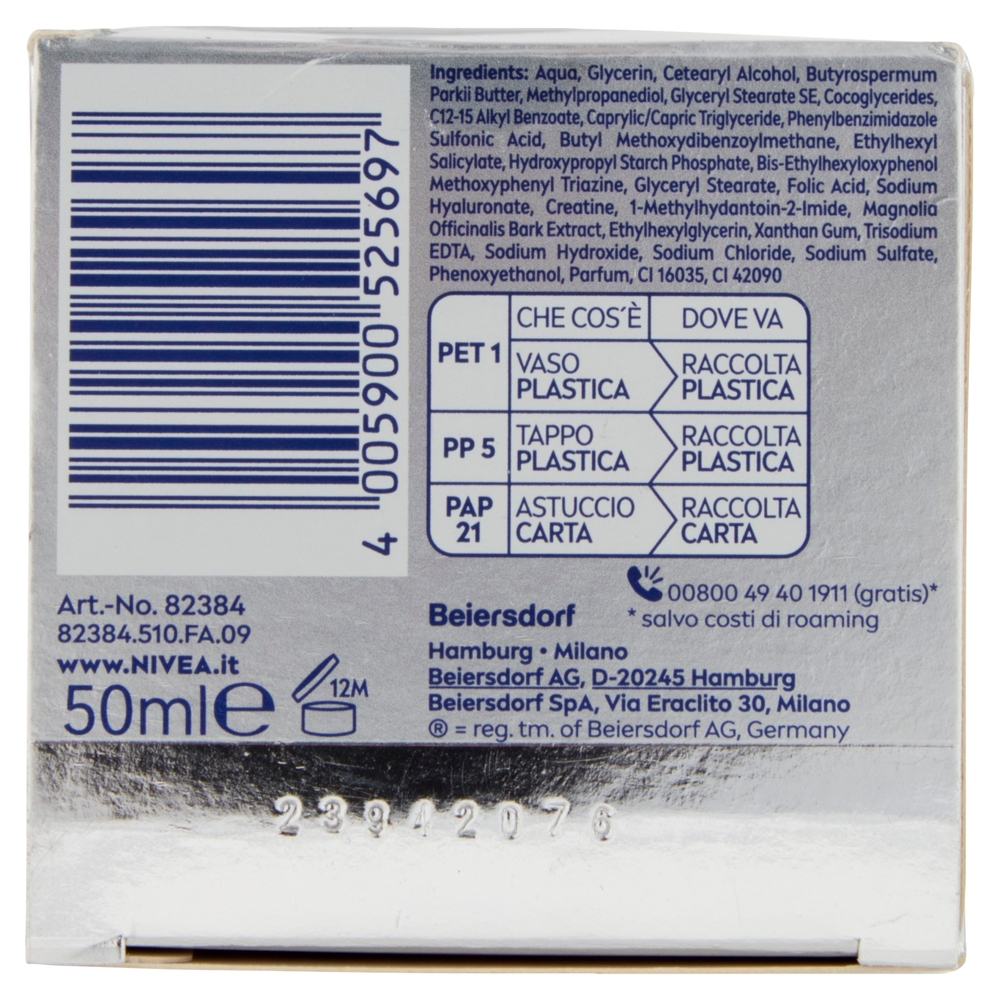 Ingredients: Aqua, Glycerin, Cetearyl Alcohol, Butyrospermum
Parkii Butter, Methylpropanediol, Glyceryl Stearate SE, Cocoglycerides,
C12-15 Alkyl Benzoate, Caprylic/Capric Triglyceride, Phenylbenzimidazole
Sulfonic Acid, Butyl Methoxydibenzoylmethane, Ethylhexyl
Salicylate, Hydroxypropyl Starch Phosphate, Bis-Ethylhexyloxyphenol
Methoxyphenyl Triazine, Glyceryl Stearate, Folic Acid, Sodium
Hyaluronate, Creatine, 1-Methylhydantoin-2-Imide, Magnolia
Officinalis Bark Extract, Ethylhexylglycerin, Xanthan Gum, Trisodium
EDTA, Sodium Hydroxide, Sodium Chloride, Sodium Sulfate,
Phenoxyethanol, Parfum, CI 16035, CI 42090
4 005900 525697
CHE COS´È DOVE VA
PET 1
VASO RACCOLTA
PLASTICA PLASTICA
PP 5
TAPPO RACCOLTA
PLASTICA PLASTICA
PAP
21
ASTUCCIO RACCOLTA
CARTA CARTA
00800 49 40 1911 (gratis)*
* salvo costi di roaming
Art.-No. 82384
82384.510.FA.09
www.NIVEA.it
50ml e
12M
Beiersdorf
Hamburg • Milano
Beiersdorf AG, D-20245 Hamburg
Beiersdorf SpA, Via Eraclito 30, Milano
® = reg. tm. of Beiersdorf AG, Germany
23942076